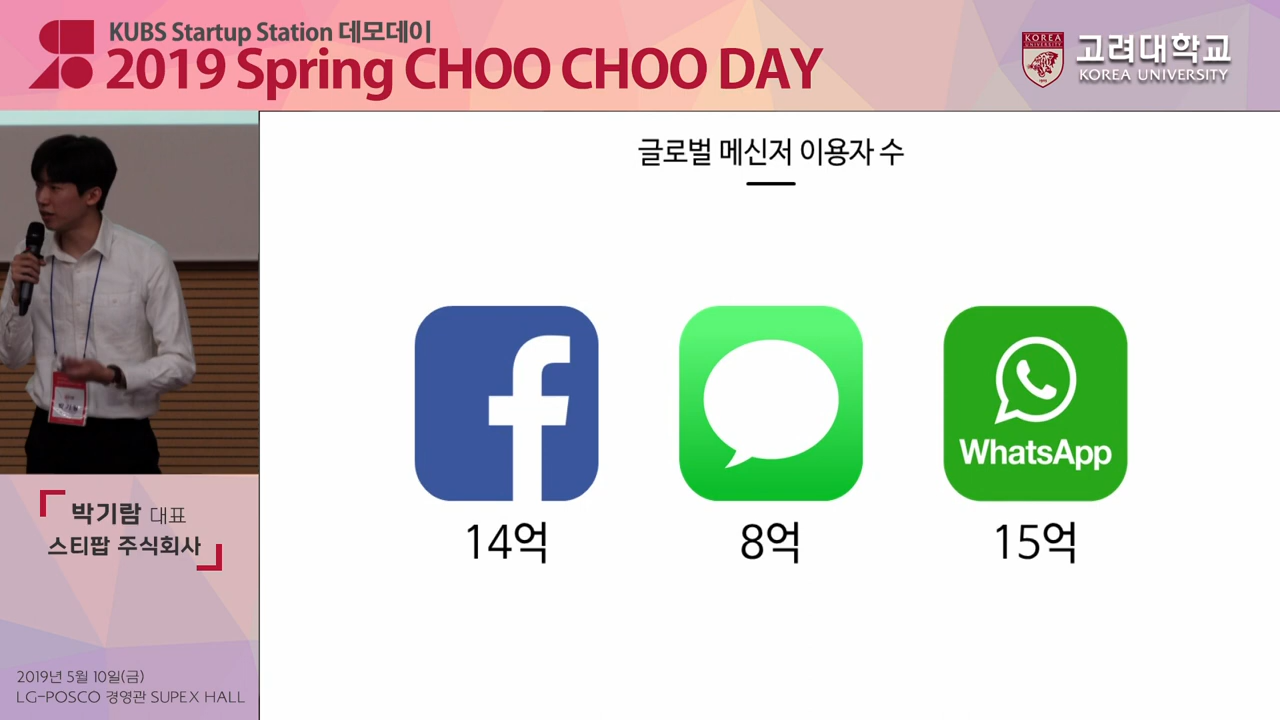 KUBS Startup Station 데모데이
2019 Spring CHOO CHOO DAY
KOREA
UNIVERSITY
고려대학교
KOREA UNIVERSITY
글로벌 메신저 이용자 수
WhatsApp
14억
8억
15억
박기람 대표
스티팝 주식회사
2019년 5월 10일(금)
LG-POSCO 경영관 SUPEX HALL